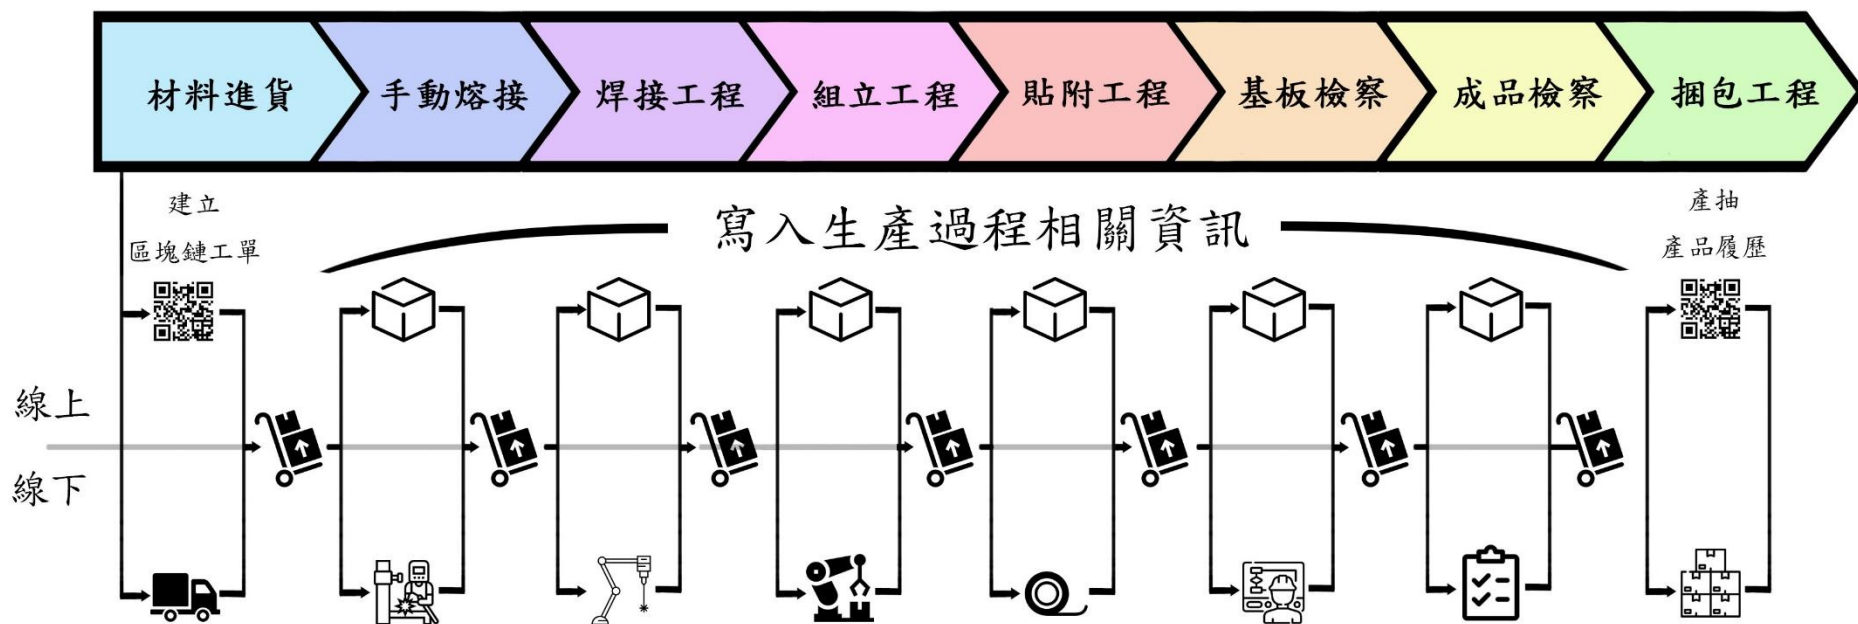 材料進貨
手動熔接
焊接工程
組立工程
貼附工程
基板檢察
成品檢察
捆包工程
建立
區塊鏈工單
寫入生產過程相關資訊
產抽
產品履歷
線上
線下